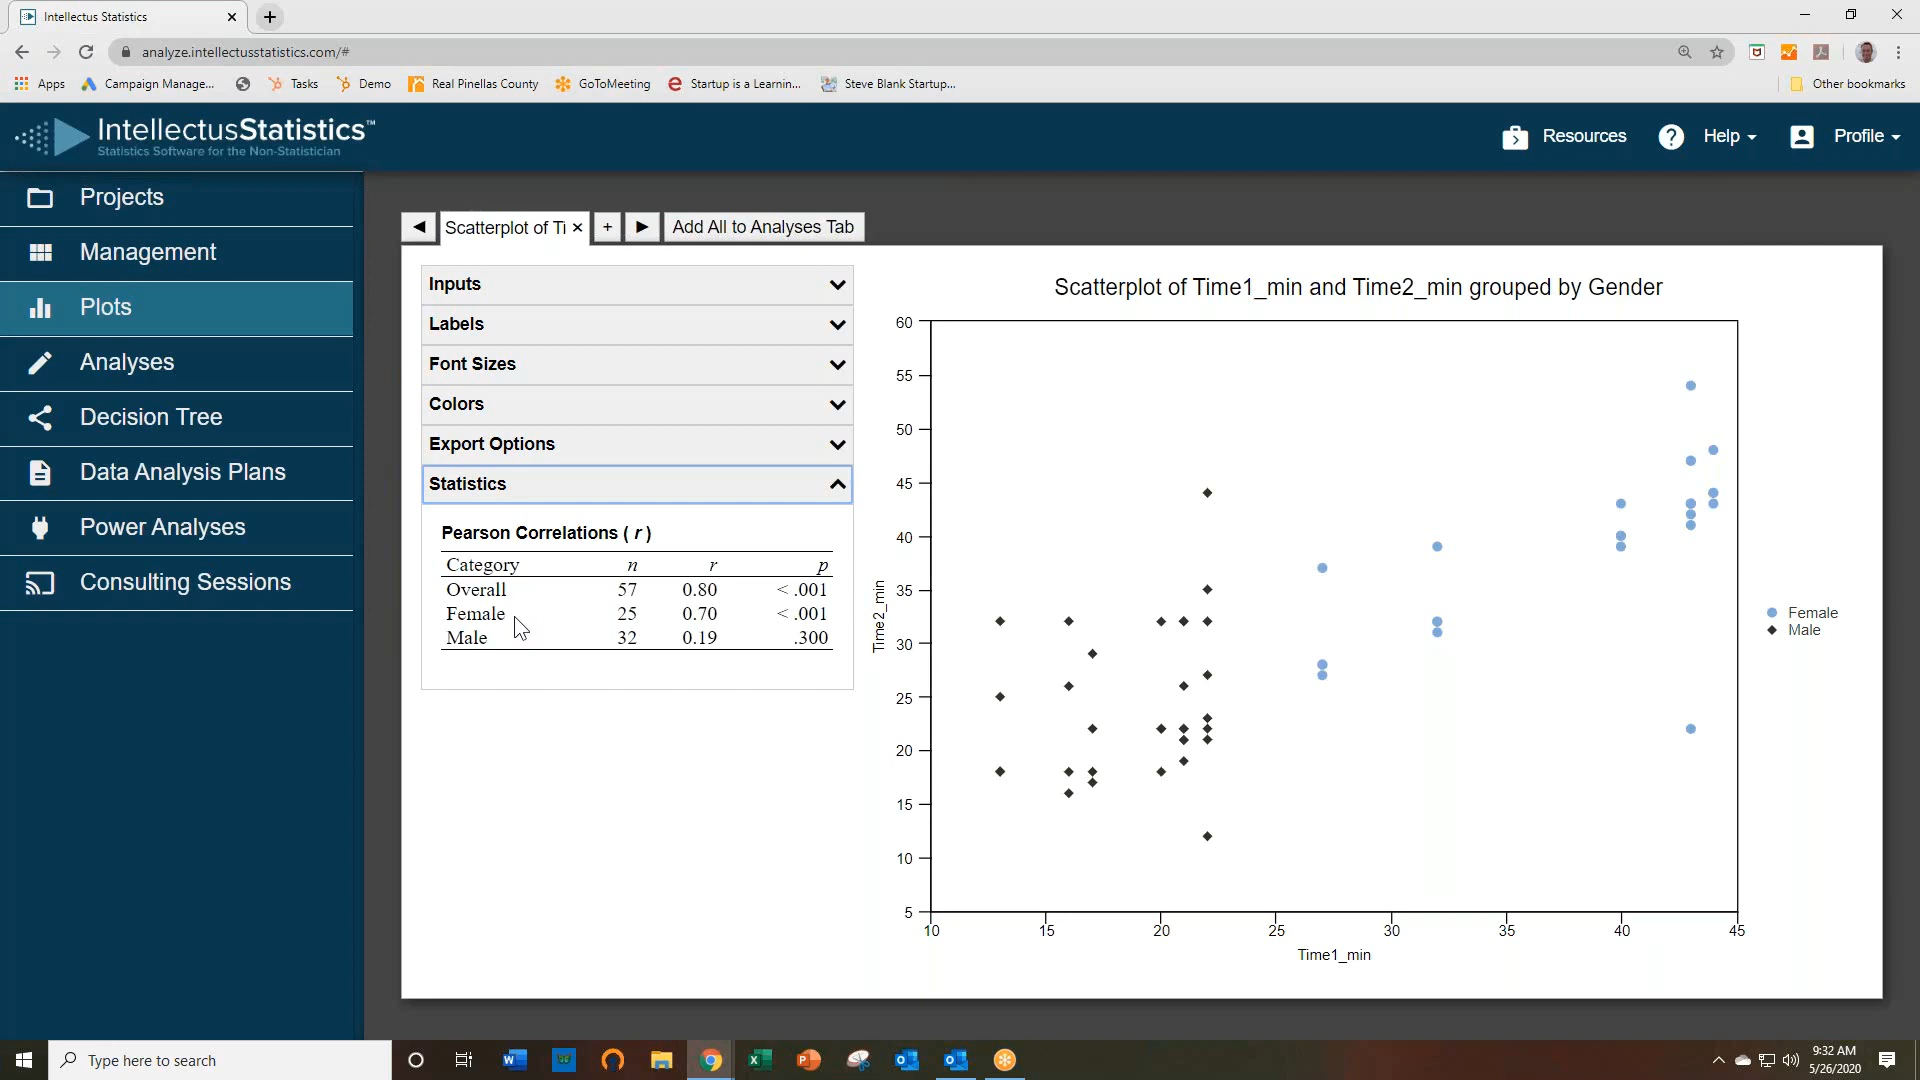 Intellectus Statistics
analyze.intellectusstatistics.com/#
Apps
Campaign Manage...
Tasks
Demo
Real Pinellas County
GoToMeeting
Startup is a Learnin...
Steve Blank Startup...
Other bookmarks
IntellectusStatistics™
Statistics Software for the Non-Statistician
Resources
Help
Profile
Projects
Management
Plots
Analyses
Decision Tree
Data Analysis Plans
Power Analyses
Consulting Sessions
Scatterplot of Ti
+
Add All to Analyses Tab
Inputs
Labels
Font Sizes
Colors
Export Options
Statistics
Pearson Correlations ( r )
Category n r p
Overall 57 0.80 < .001
Female 25 0.70 < .001
Male 32 0.19 .300
Scatterplot of Time1_min and Time2_min grouped by Gender
60
55
50
45
40
35
30
25
20
15
10
5
Time2_min
10 15 20 25 30 35 40 45
Time1_min
Female
Male
Type here to search
9:32 AM
5/26/2020